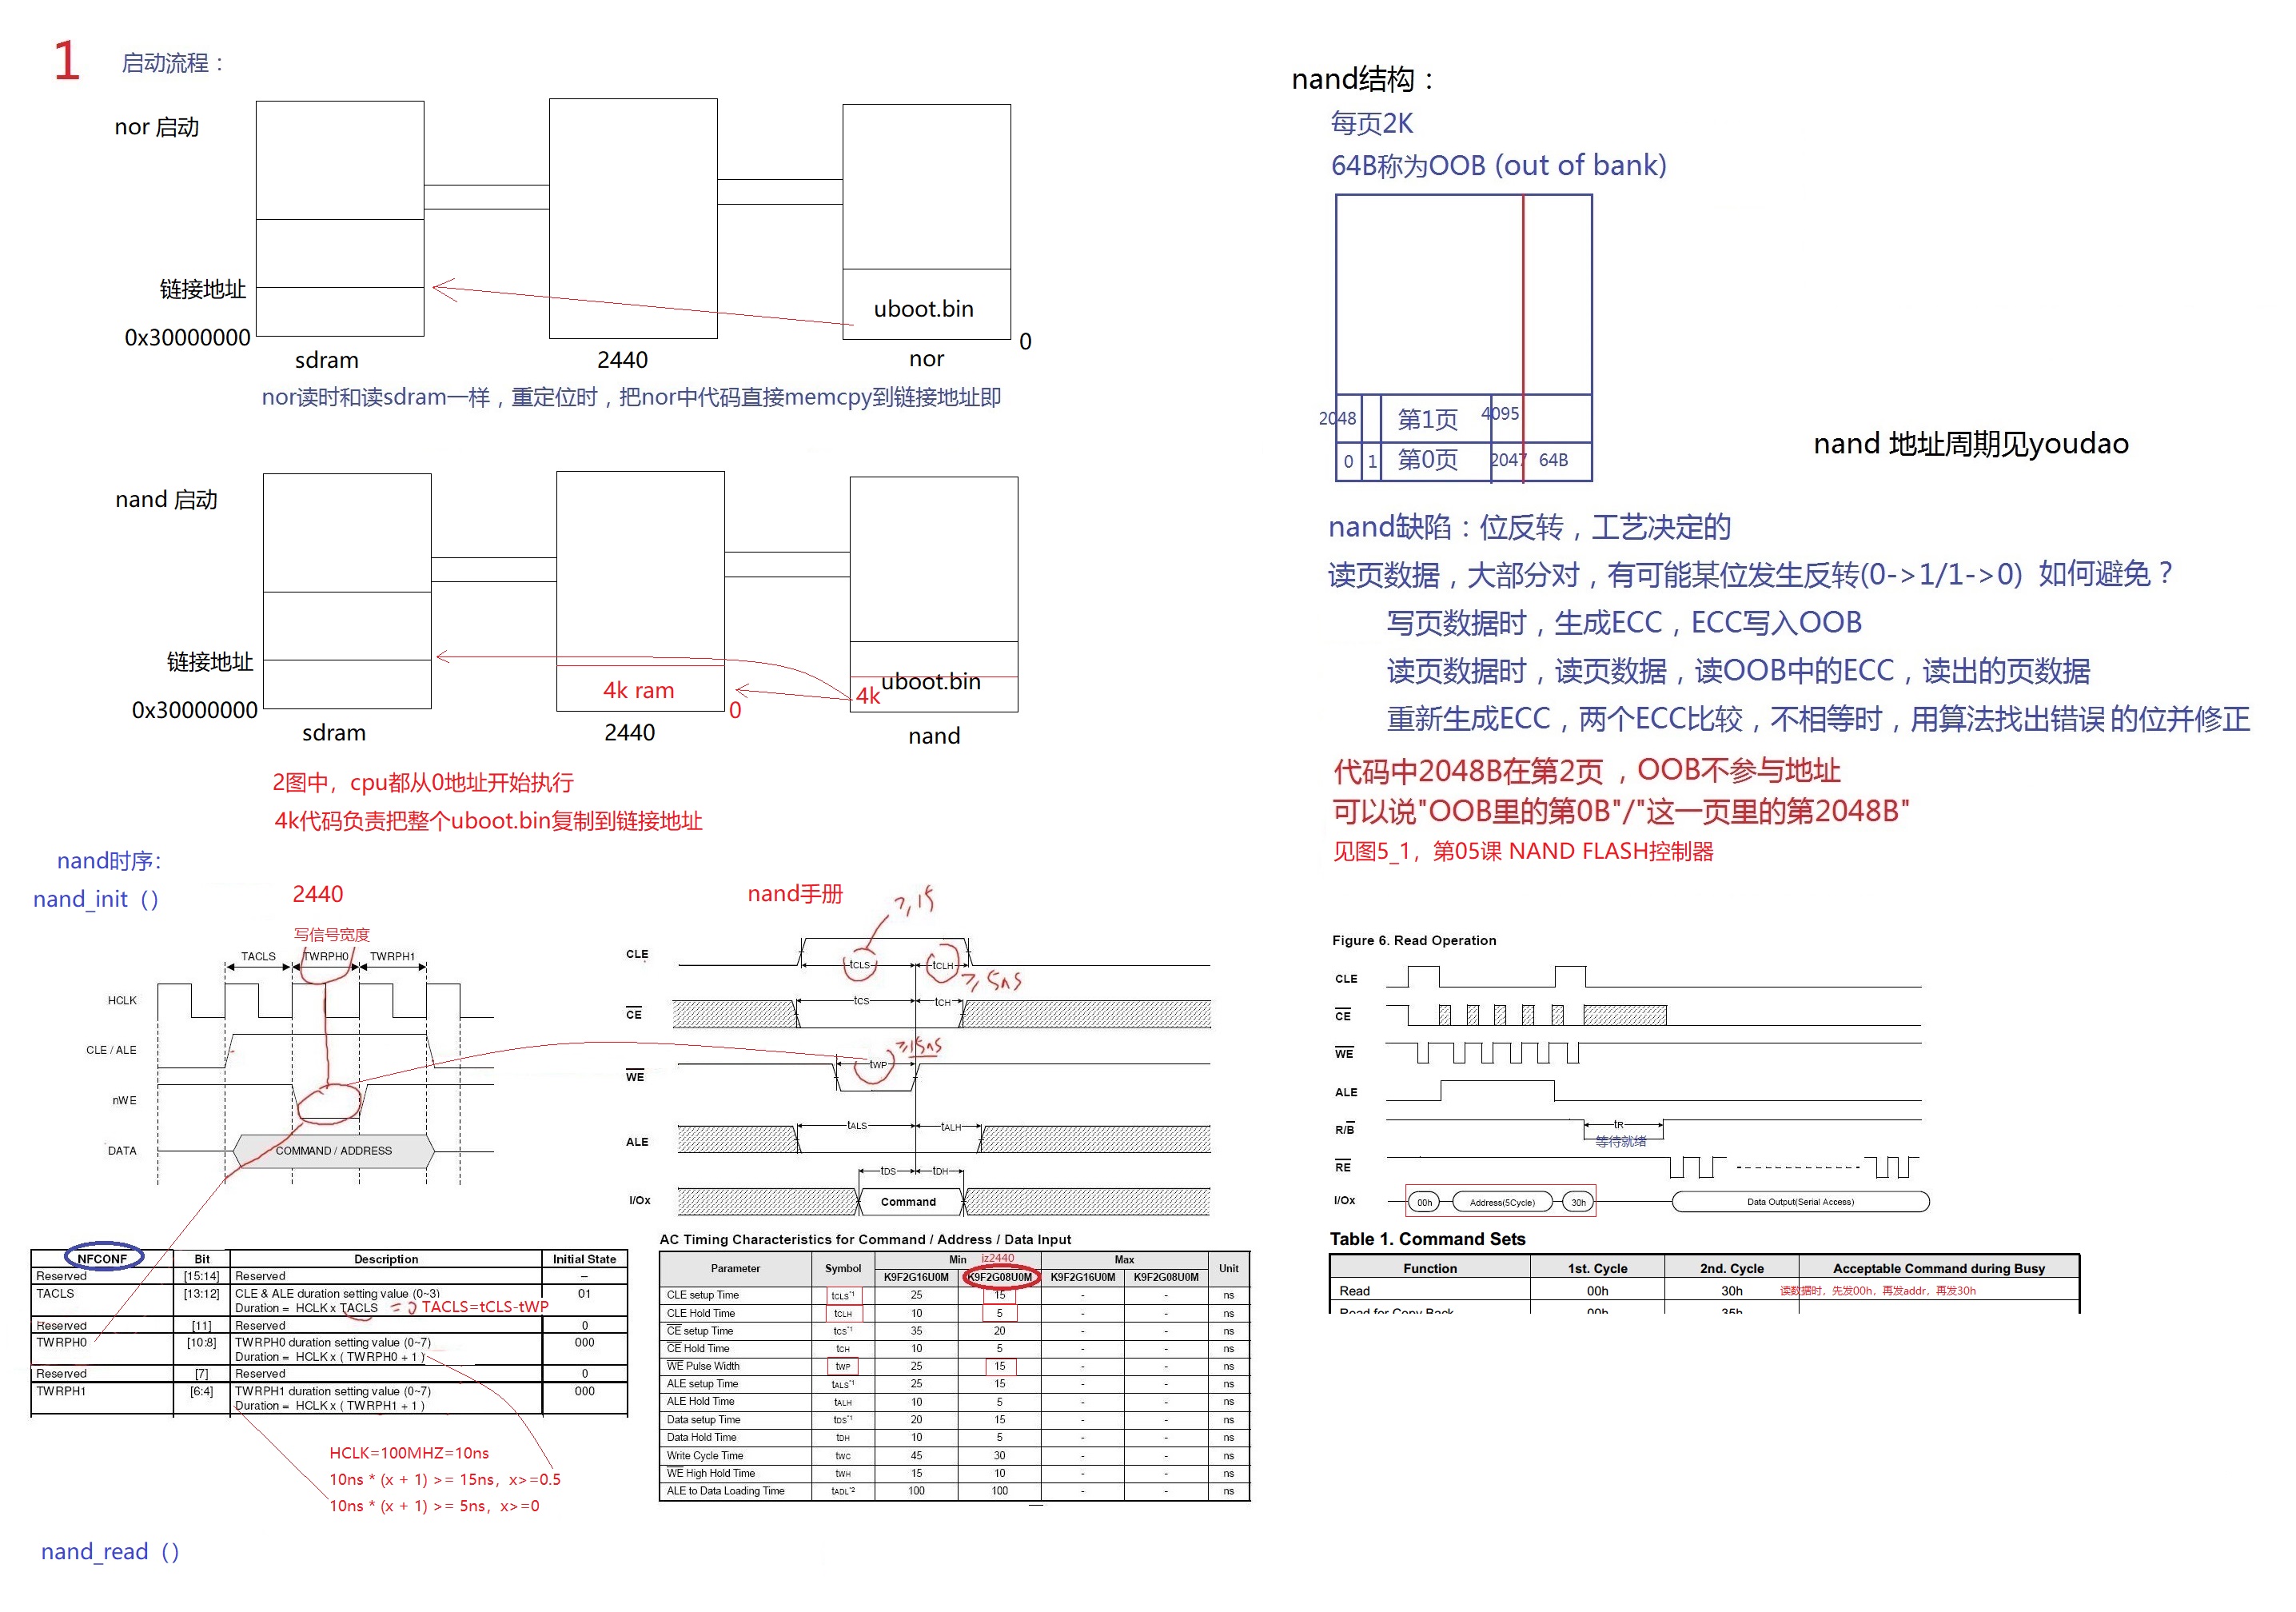 1
启动流程：
nor 启动
链接地址
0x30000000
uboot.bin
0
sdram
2440
nor
nor读时和读sdram一样，重定位时，把nor中代码直接memcpy到链接地址即
nand 启动
链接地址
0x30000000
4k ram
0
4k
uboot.bin
sdram
2440
nand
2图中，cpu都从0地址开始执行
4k代码负责把整个uboot.bin复制到链接地址
nand时序：
nand_init（）
2440
写信号宽度
TACLS
TWRPH0
TWRPH1
HCLK
CLE / ALE
nWE
DATA
COMMAND / ADDRESS
nand手册
≥15
CLE
tCLS
tCLH
≥5ns
CE
tCS
tCH
≥15ns
WE
tWP
ALE
tALS
tALH
tDS
tDH
I/Ox
Command
NFCONF Bit Description Initial State
Reserved [15:14] Reserved –
TACLS [13:12] CLE & ALE duration setting value (0~3) 01
Duration = HCLK x TACLS = 0 TACLS=tCLS-tWP
Reserved [11] Reserved 0
TWRPH0 [10:8] TWRPH0 duration setting value (0~7) 000
Duration = HCLK x ( TWRPH0 + 1 )
Reserved [7] Reserved 0
TWRPH1 [6:4] TWRPH1 duration setting value (0~7) 000
Duration = HCLK x ( TWRPH1 + 1 )
HCLK=100MHZ=10ns
10ns * (x + 1) >= 15ns，x>=0.5
10ns * (x + 1) >= 5ns，x>=0
nand_read（）
AC Timing Characteristics for Command / Address / Data Input
Parameter Symbol Min jz2440 Max Unit
K9F2G16U0M K9F2G08U0M K9F2G16U0M K9F2G08U0M
CLE setup Time tCLS*1 25 15 - - ns
CLE Hold Time tCLH 10 5 - - ns
CE setup Time tCS*1 35 20 - - ns
CE Hold Time tCH 10 5 - - ns
WE Pulse Width tWP 25 15 - - ns
ALE setup Time tALS*1 25 15 - - ns
ALE Hold Time tALH 10 5 - - ns
Data setup Time tDS*1 20 15 - - ns
Data Hold Time tDH 10 5 - - ns
Write Cycle Time tWC 45 30 - - ns
WE High Hold Time tWH 15 10 - - ns
ALE to Data Loading Time tADL*2 100 100 - - ns
nand结构：
每页2K
64B称为OOB (out of bank)
2048 第1页 4095
0 1 第0页 2047 64B
nand 地址周期见youdao
nand缺陷：位反转，工艺决定的
读页数据，大部分对，有可能某位发生反转(0->1/1->0) 如何避免？
写页数据时，生成ECC，ECC写入OOB
读页数据时，读页数据，读OOB中的ECC，读出的页数据
重新生成ECC，两个ECC比较，不相等时，用算法找出错误的位并修正
代码中2048B在第2页，OOB不参与地址
可以说"OOB里的第0B"/"这一页里的第2048B"
见图5_1，第05课 NAND FLASH控制器
Figure 6. Read Operation
CLE
CE
WE
ALE
R/B
tR
等待就绪
RE
I/Ox
00h
Address(5Cycle)
30h
Data Output(Serial Access)
Table 1. Command Sets
Function 1st. Cycle 2nd. Cycle Acceptable Command during Busy
Read 00h 30h 读数据时，先发00h，再发addr，再发30h
Read for Copy Back 00h 35h